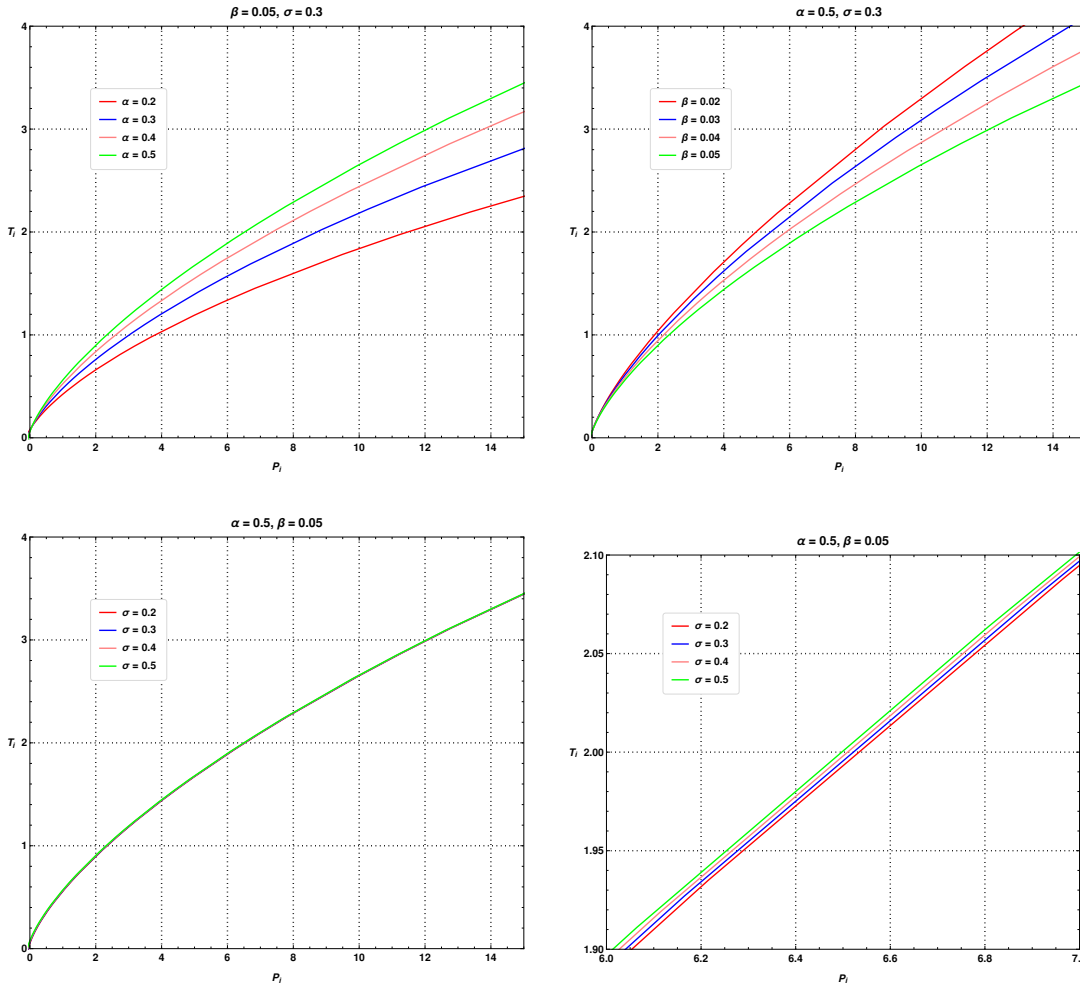 β = 0.05, σ = 0.3
4
3
2
1
0
T_i
α = 0.2
α = 0.3
α = 0.4
α = 0.5
0 2 4 6 8 10 12 14
P_i
α = 0.5, σ = 0.3
4
3
2
1
0
T_i
β = 0.02
β = 0.03
β = 0.04
β = 0.05
0 2 4 6 8 10 12 14
P_i
α = 0.5, β = 0.05
4
3
2
1
0
T_i
σ = 0.2
σ = 0.3
σ = 0.4
σ = 0.5
0 2 4 6 8 10 12 14
P_i
α = 0.5, β = 0.05
2.10
2.05
2.00
1.95
1.90
T_i
σ = 0.2
σ = 0.3
σ = 0.4
σ = 0.5
6.0 6.2 6.4 6.6 6.8 7.
P_i